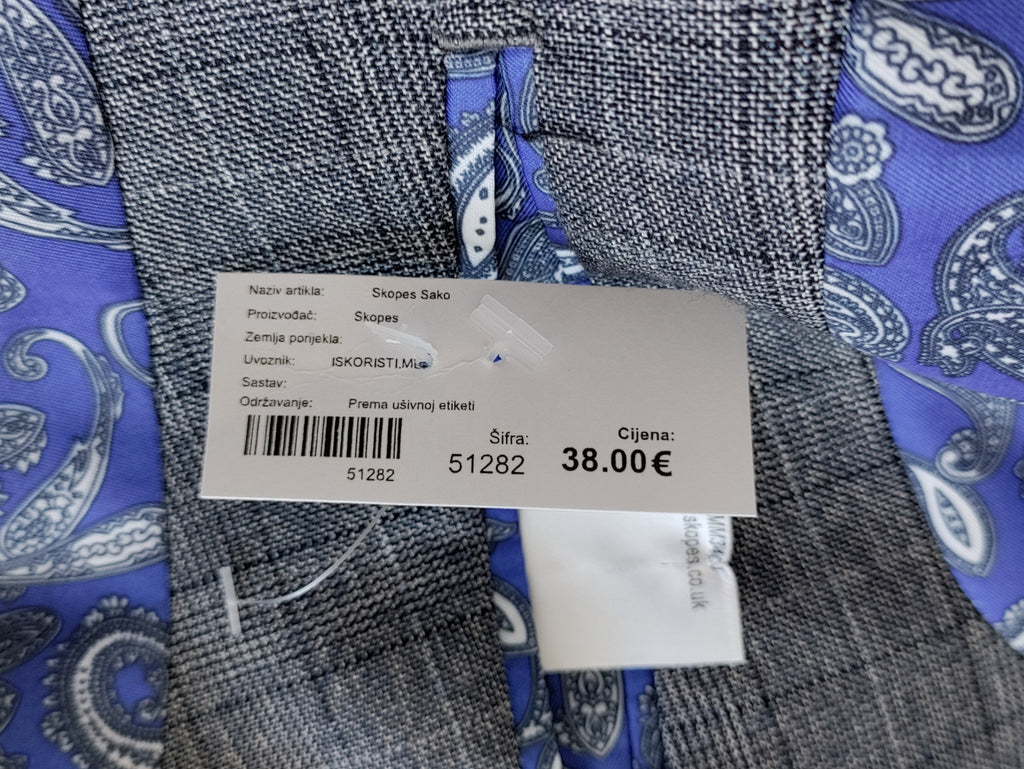 Naziv artikla: Skopes Sako
Proizvođač: Skopes
Zemlja porijekla:
Uvoznik: ISKORISTI.ME
Sastav:
Održavanje: Prema ušivnoj etiketi
Šifra: Cijena:
51282 51282 38.00€
skopes.co.uk